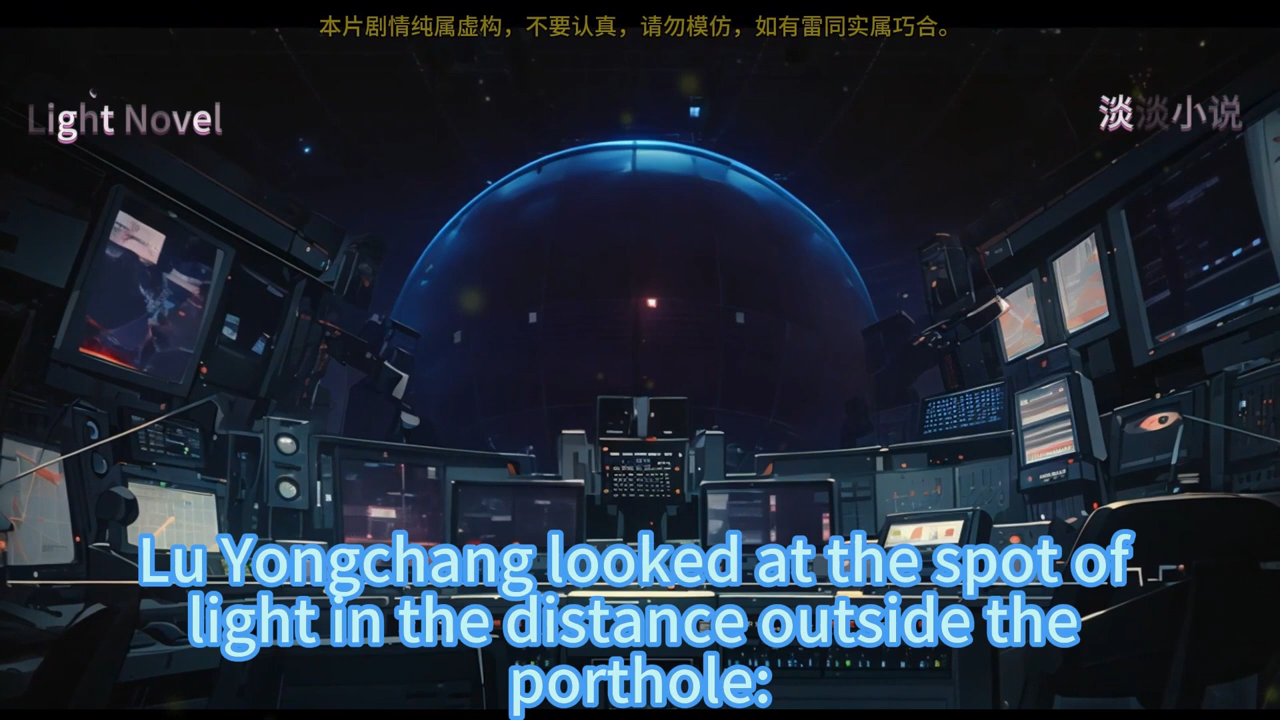 本片剧情纯属虚构，不要认真，请勿模仿，如有雷同实属巧合。
Light Novel
淡淡小说
Lu Yongchang looked at the spot of
light in the distance outside the
porthole: